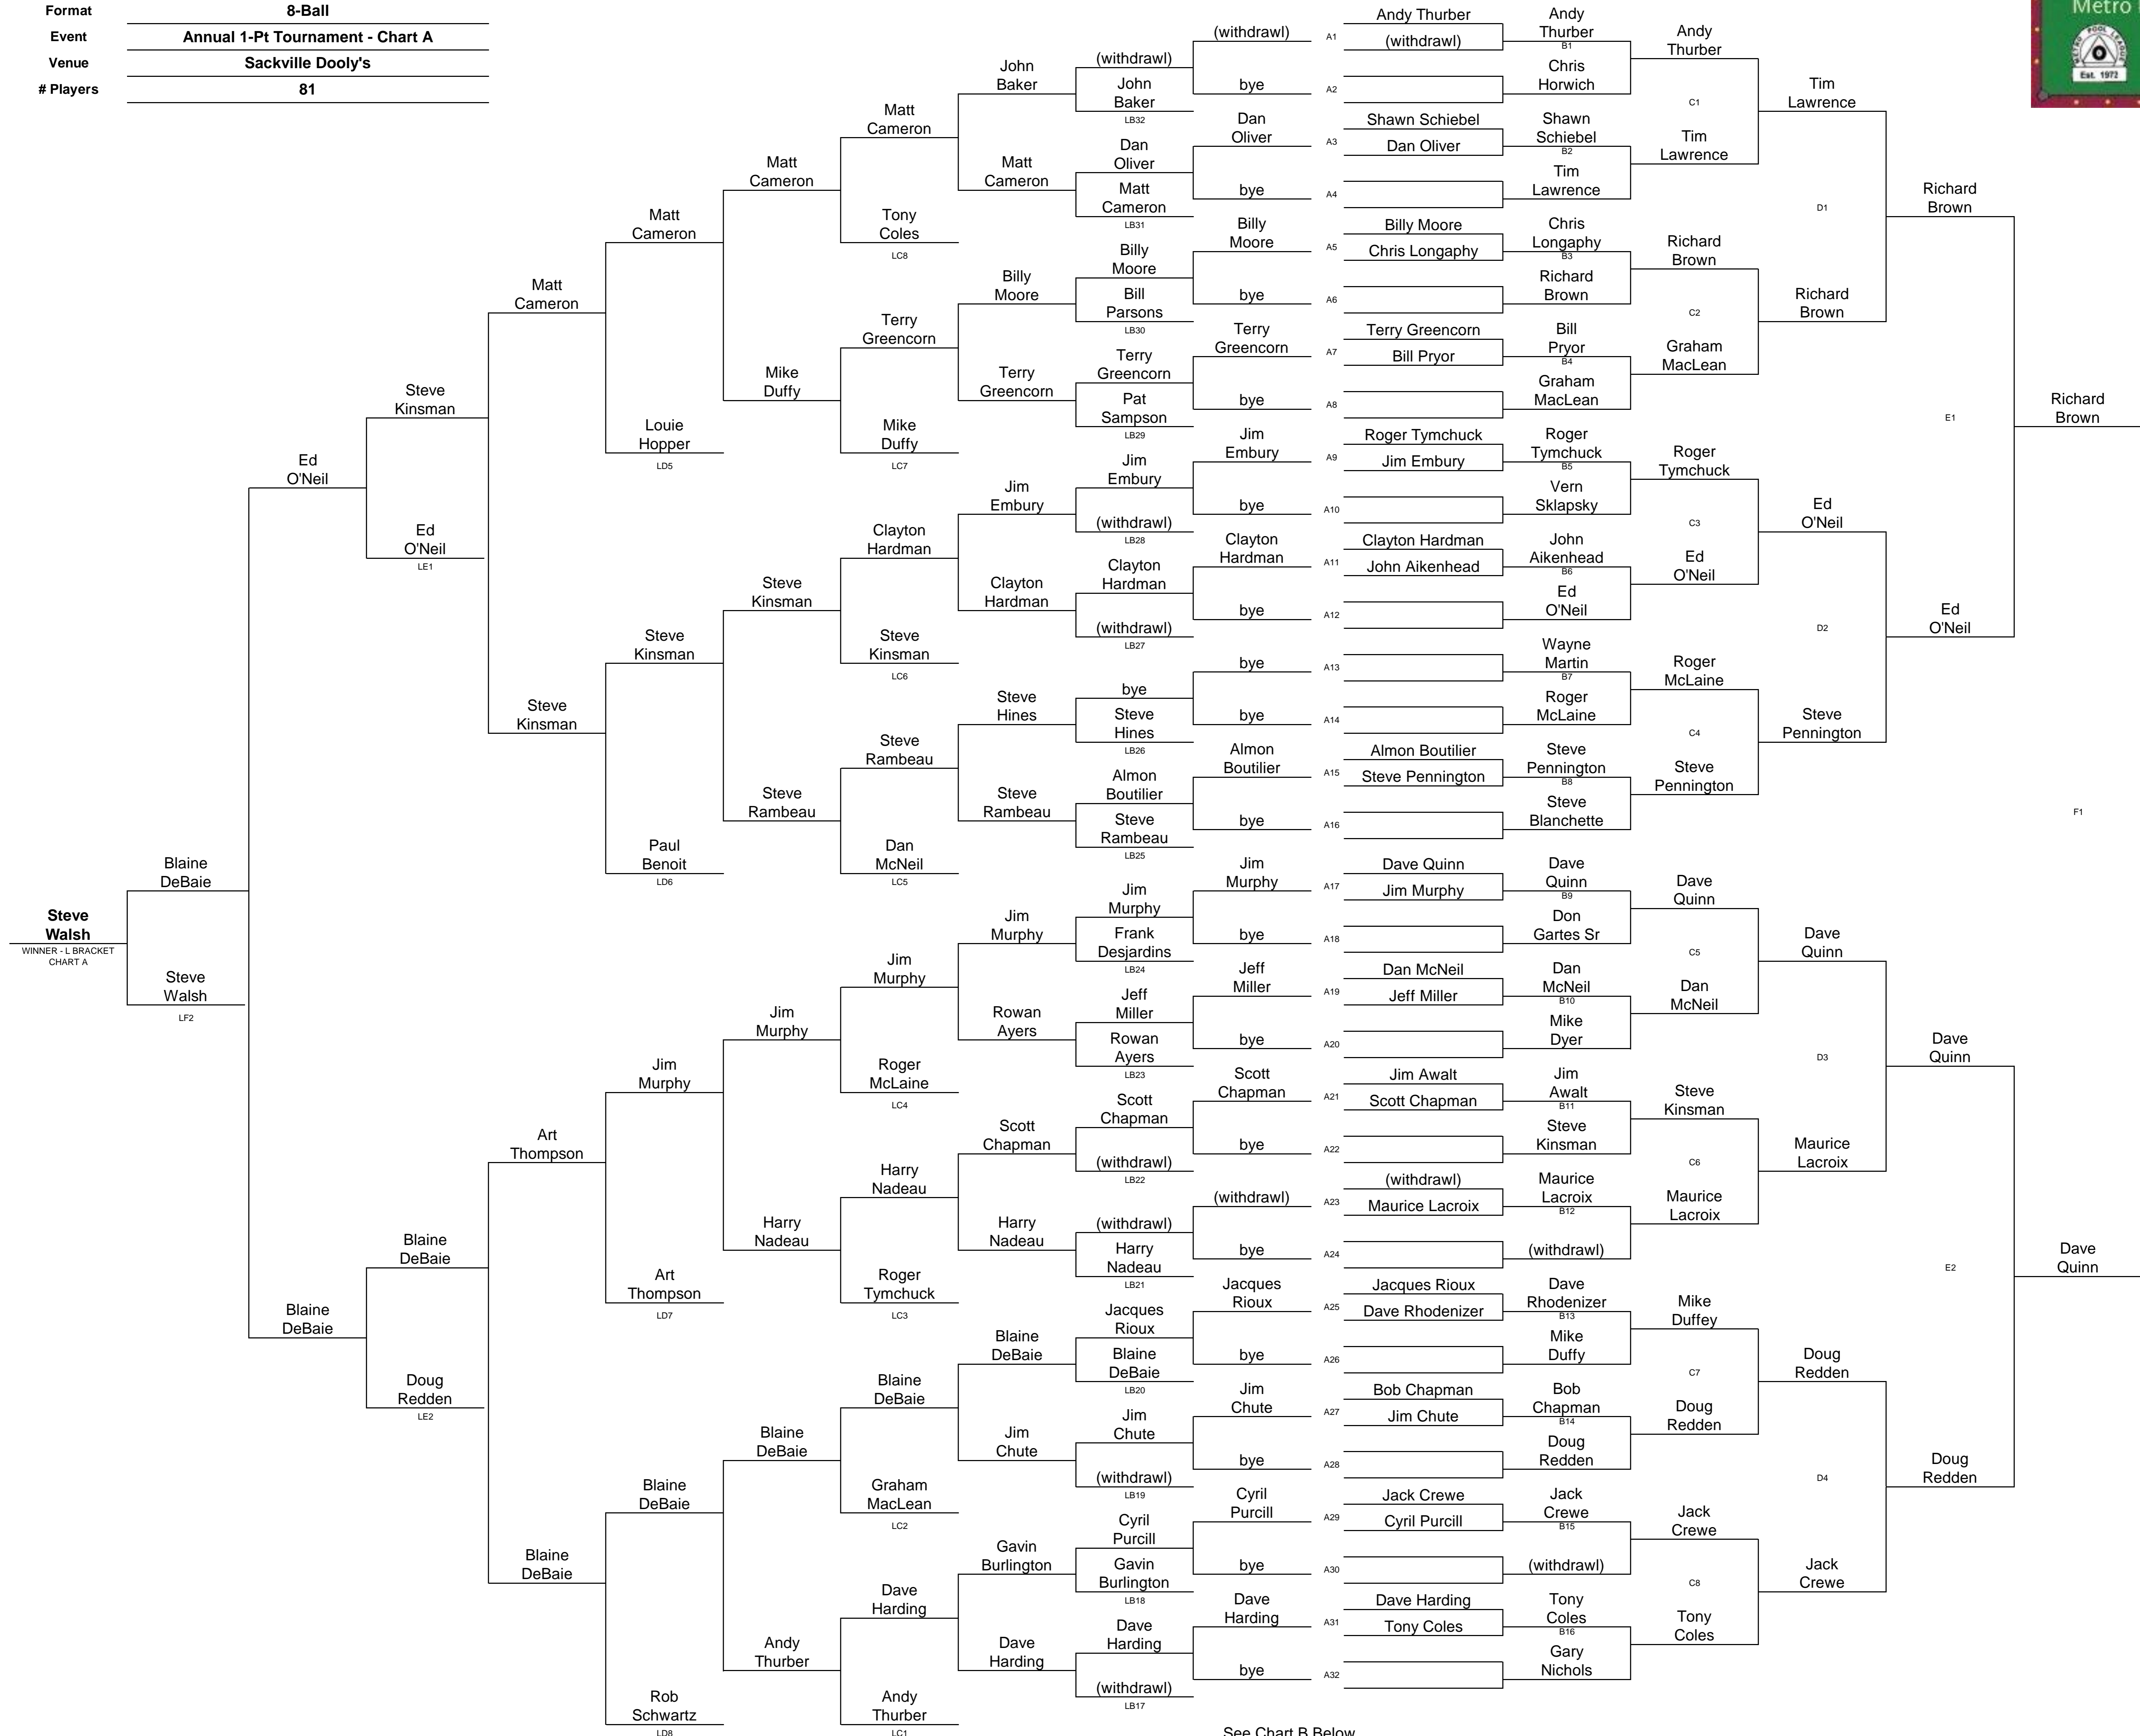 Format
8-Ball
Event
Annual 1-Pt Tournament - Chart A
Venue
Sackville Dooly's
# Players
81
Metro
METRO POOL LEAGUE
Est. 1972
Steve
Walsh
WINNER - L BRACKET
CHART A
Blaine
DeBaie
Steve
Walsh
LF2
Ed
O'Neil
Blaine
DeBaie
Steve
Kinsman
Ed
O'Neil
LE1
Blaine
DeBaie
Doug
Redden
LE2
Matt
Cameron
Steve
Kinsman
Art
Thompson
Blaine
DeBaie
Matt
Cameron
Louie
Hopper
LD5
Steve
Kinsman
Paul
Benoit
LD6
Jim
Murphy
Art
Thompson
LD7
Blaine
DeBaie
Rob
Schwartz
LD8
Matt
Cameron
Mike
Duffy
Steve
Kinsman
Steve
Rambeau
Jim
Murphy
Harry
Nadeau
Blaine
DeBaie
Andy
Thurber
Matt
Cameron
Tony
Coles
LC8
Terry
Greencorn
Mike
Duffy
LC7
Clayton
Hardman
Steve
Kinsman
LC6
Steve
Rambeau
Dan
McNeil
LC5
Jim
Murphy
Roger
McLaine
LC4
Harry
Nadeau
Roger
Tymchuck
LC3
Blaine
DeBaie
Graham
MacLean
LC2
Dave
Harding
Andy
Thurber
LC1
John
Baker
Matt
Cameron
Billy
Moore
Terry
Greencorn
Jim
Embury
Clayton
Hardman
Steve
Hines
Steve
Rambeau
Jim
Murphy
Rowan
Ayers
Scott
Chapman
Harry
Nadeau
Blaine
DeBaie
Jim
Chute
Gavin
Burlington
Dave
Harding
(withdrawl)
John
Baker
LB32
Dan
Oliver
Matt
Cameron
LB31
Billy
Moore
Bill
Parsons
LB30
Terry
Greencorn
Pat
Sampson
LB29
Jim
Embury
(withdrawl)
LB28
Clayton
Hardman
(withdrawl)
LB27
bye
Steve
Hines
LB26
Almon
Boutilier
Steve
Rambeau
LB25
Jim
Murphy
Frank
Desjardins
LB24
Jeff
Miller
Rowan
Ayers
LB23
Scott
Chapman
(withdrawl)
LB22
(withdrawl)
Harry
Nadeau
LB21
Jacques
Rioux
Blaine
DeBaie
LB20
Jim
Chute
(withdrawl)
LB19
Cyril
Purcill
Gavin
Burlington
LB18
Dave
Harding
(withdrawl)
LB17
(withdrawl)
bye
Dan
Oliver
bye
Billy
Moore
bye
Terry
Greencorn
bye
Jim
Embury
bye
Clayton
Hardman
bye
bye
bye
Almon
Boutilier
bye
Jim
Murphy
bye
Jeff
Miller
bye
Scott
Chapman
bye
(withdrawl)
bye
Jacques
Rioux
bye
Jim
Chute
bye
Cyril
Purcill
bye
Dave
Harding
bye
A1
A2
A3
A4
A5
A6
A7
A8
A9
A10
A11
A12
A13
A14
A15
A16
A17
A18
A19
A20
A21
A22
A23
A24
A25
A26
A27
A28
A29
A30
A31
A32
Andy Thurber
(withdrawl)
Shawn Schiebel
Dan Oliver
Billy Moore
Chris Longaphy
Terry Greencorn
Bill Pryor
Roger Tymchuck
Jim Embury
Clayton Hardman
John Aikenhead
Almon Boutilier
Steve Pennington
Dave Quinn
Jim Murphy
Dan McNeil
Jeff Miller
Jim Awalt
Scott Chapman
(withdrawl)
Maurice Lacroix
Jacques Rioux
Dave Rhodenizer
Bob Chapman
Jim Chute
Jack Crewe
Cyril Purcill
Dave Harding
Tony Coles
Andy
Thurber
B1
Chris
Horwich
Shawn
Schiebel
B2
Tim
Lawrence
Chris
Longaphy
B3
Richard
Brown
Bill
Pryor
B4
Graham
MacLean
Roger
Tymchuck
B5
Vern
Sklapsky
John
Aikenhead
B6
Ed
O'Neil
Wayne
Martin
B7
Roger
McLaine
Steve
Pennington
B8
Steve
Blanchette
Dave
Quinn
B9
Don
Gartes Sr
Dan
McNeil
B10
Mike
Dyer
Jim
Awalt
B11
Steve
Kinsman
Maurice
Lacroix
B12
(withdrawl)
Dave
Rhodenizer
B13
Mike
Duffy
Bob
Chapman
B14
Doug
Redden
Jack
Crewe
B15
(withdrawl)
Tony
Coles
B16
Gary
Nichols
Andy
Thurber
C1
Tim
Lawrence
Richard
Brown
C2
Graham
MacLean
Roger
Tymchuck
C3
Ed
O'Neil
Roger
McLaine
C4
Steve
Pennington
Dave
Quinn
C5
Dan
McNeil
Steve
Kinsman
C6
Maurice
Lacroix
Mike
Duffey
C7
Doug
Redden
Jack
Crewe
C8
Tony
Coles
Tim
Lawrence
D1
Richard
Brown
Ed
O'Neil
D2
Steve
Pennington
Dave
Quinn
D3
Maurice
Lacroix
Doug
Redden
D4
Jack
Crewe
Richard
Brown
E1
Ed
O'Neil
Dave
Quinn
E2
Doug
Redden
Richard
Brown
F1
Dave
Quinn
See Chart B Below